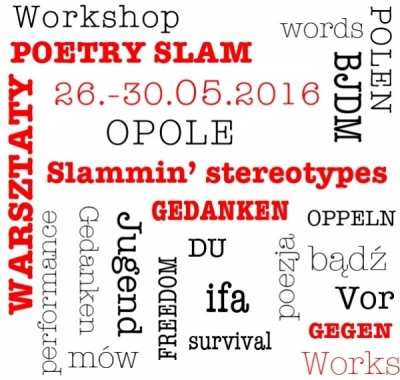 Workshop
words
POLEN
POETRY SLAM
BJDM
WARSZTATY
26.-30.05.2016
OPOLE
Slammin' stereotypes
GEDANKEN
OPPELN
performance
Gedanken
Jugend
FREEDOM
DU
poezja
bądź
ifa
Vor
mów
survival
GEGEN
Works